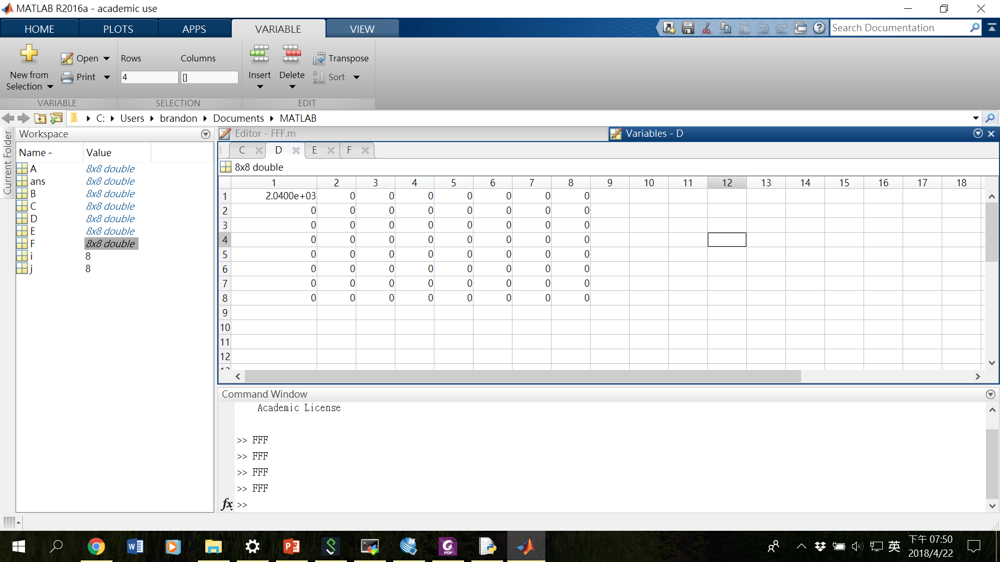 MATLAB R2016a - academic use
HOME PLOTS APPS VARIABLE VIEW
Search Documentation
New from Selection
Open
Print
Rows Columns
4 []
Insert
Delete
Transpose
Sort
VARIABLE SELECTION EDIT
C: Users brandon Documents MATLAB
Current Folder
Workspace
Name Value
A 8x8 double
ans 8x8 double
B 8x8 double
C 8x8 double
D 8x8 double
E 8x8 double
F 8x8 double
i 8
j 8
Editor - FFF.m
Variables - D
C D E F
8x8 double
1 2 3 4 5 6 7 8 9 10 11 12 13 14 15 16 17 18
1 2.0400e+03 0 0 0 0 0 0 0
2 0 0 0 0 0 0 0 0
3 0 0 0 0 0 0 0 0
4 0 0 0 0 0 0 0 0
5 0 0 0 0 0 0 0 0
6 0 0 0 0 0 0 0 0
7 0 0 0 0 0 0 0 0
8 0 0 0 0 0 0 0 0
9
10
11
12
Command Window
Academic License
>> FFF
>> FFF
>> FFF
>> FFF
fx >>
英
下午 07:50
2018/4/22